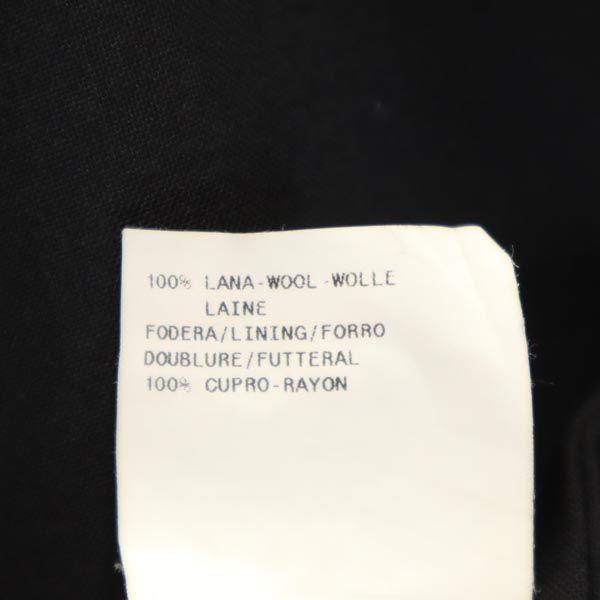 100% LANA-WOOL-WOLLE
LAINE
FODERA/LINING/FORRO
DOUBLURE/FUTTERAL
100% CUPRO-RAYON